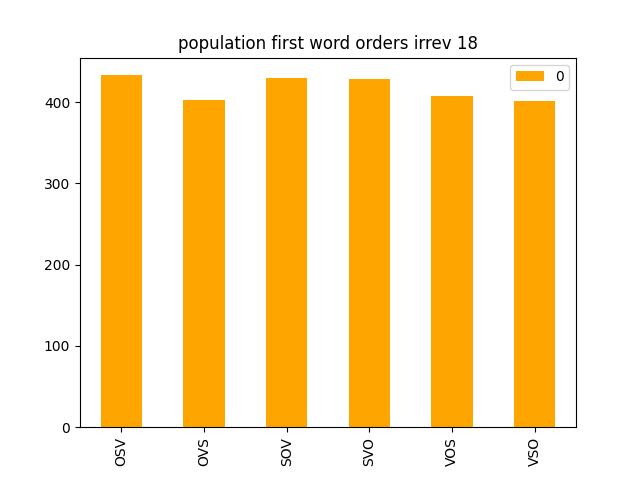 population first word orders irrev 18
0
400
300
200
100
0
OSV
OVS
SOV
SVO
VOS
VSO